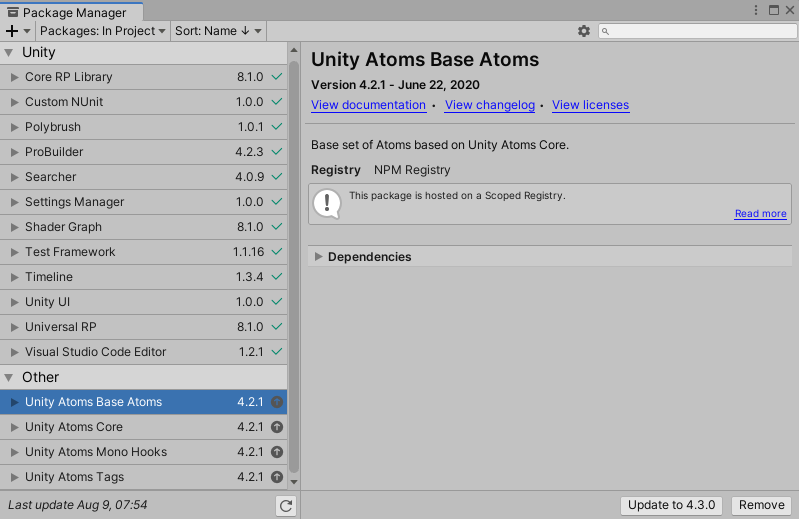 Package Manager
Packages: In Project
Sort: Name ↓
Unity
Core RP Library 8.1.0
Custom NUnit 1.0.0
Polybrush 1.0.1
ProBuilder 4.2.3
Searcher 4.0.9
Settings Manager 1.0.0
Shader Graph 8.1.0
Test Framework 1.1.16
Timeline 1.3.4
Unity UI 1.0.0
Universal RP 8.1.0
Visual Studio Code Editor 1.2.1
Other
Unity Atoms Base Atoms 4.2.1
Unity Atoms Core 4.2.1
Unity Atoms Mono Hooks 4.2.1
Unity Atoms Tags 4.2.1
Last update Aug 9, 07:54
Unity Atoms Base Atoms
Version 4.2.1 - June 22, 2020
View documentation • View changelog • View licenses
Base set of Atoms based on Unity Atoms Core.
Registry NPM Registry
This package is hosted on a Scoped Registry.
Read more
Dependencies
Update to 4.3.0
Remove